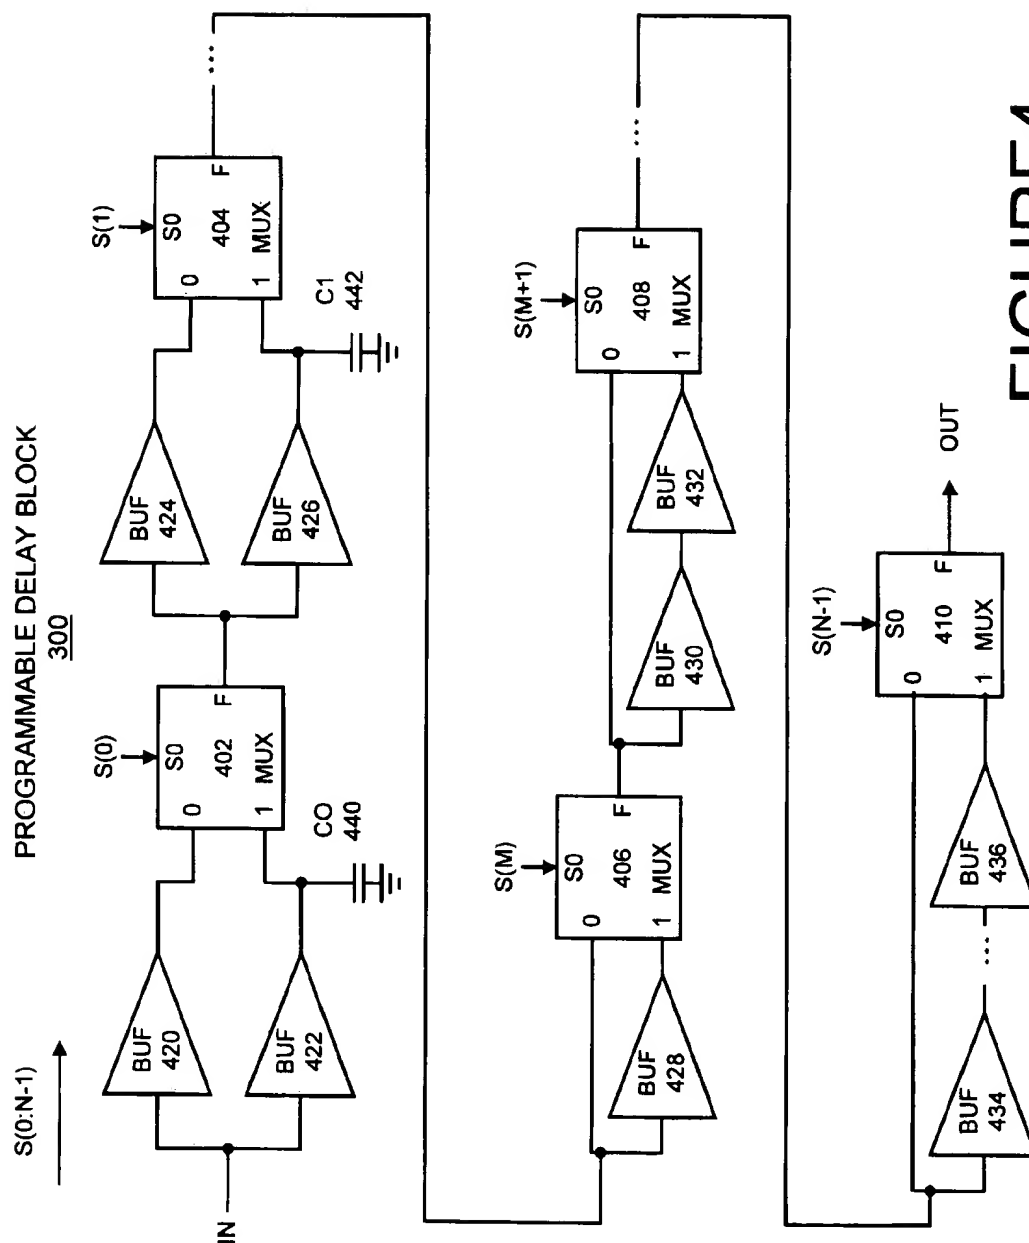 PROGRAMMABLE DELAY BLOCK
300
S(0:N-1)
IN
BUF
420
BUF
422
S(0)
S0
0
402
1
MUX
F
CO
440
BUF
424
BUF
426
S(1)
S0
0
404
1
MUX
F
C1
442
...
S(M)
S0
0
406
1
MUX
F
BUF
428
S(M+1)
S0
0
408
1
MUX
F
BUF
430
BUF
432
...
S(N-1)
S0
0
410
1
MUX
F
OUT
BUF
434
...
BUF
436
FIGURE4